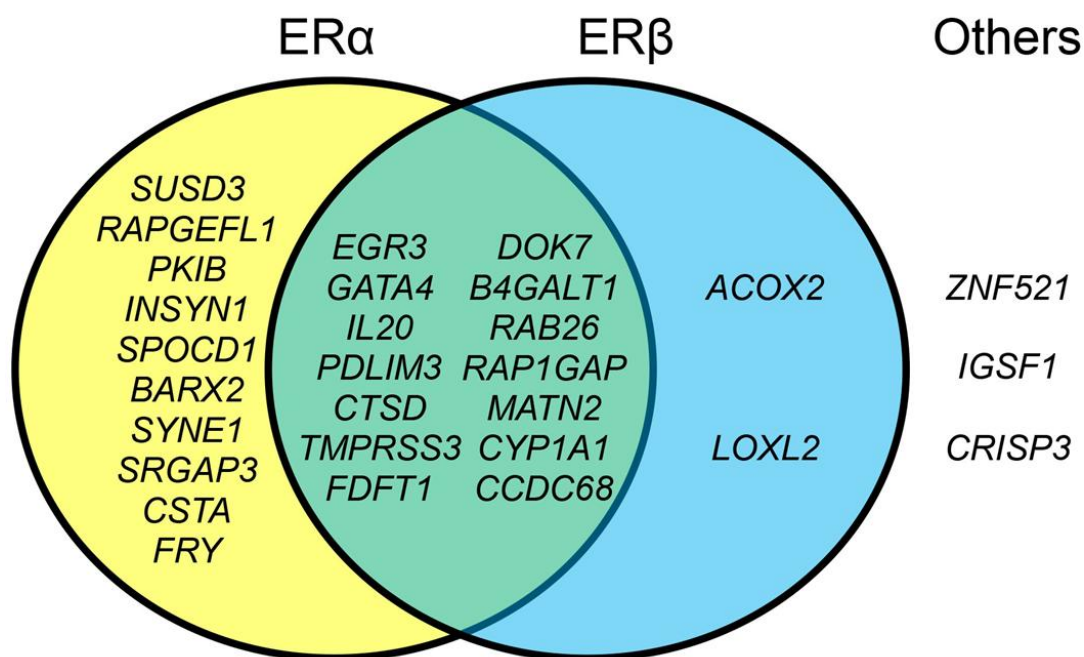 ERα ERβ Others
SUSD3
RAPGEFL1
PKIB
INSYN1
SPOCD1
BARX2
SYNE1
SRGAP3
CSTA
FRY
EGR3 DOK7
GATA4 B4GALT1
IL20 RAB26
PDLIM3 RAP1GAP
CTSD MATN2
TMPRSS3 CYP1A1
FDFT1 CCDC68
ACOX2
LOXL2
ZNF521
IGSF1
CRISP3